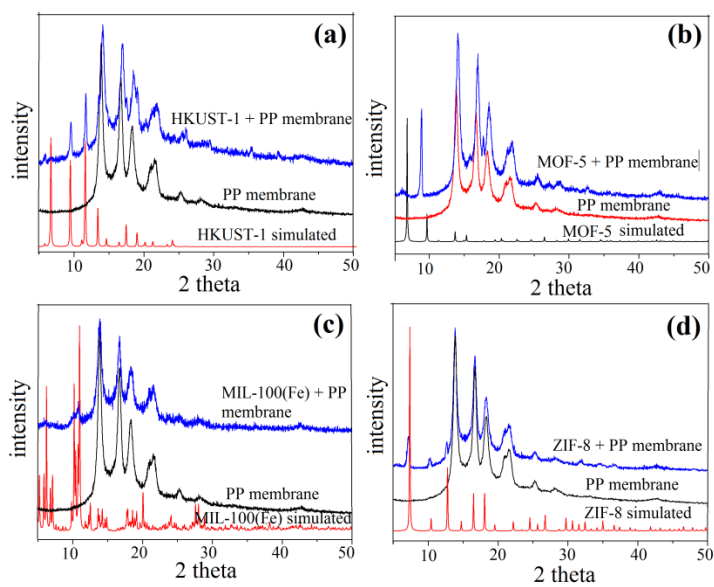 (a)
HKUST-1 + PP membrane
PP membrane
HKUST-1 simulated
intensity
10 20 30 40 50
2 theta
(b)
MOF-5 + PP membrane
PP membrane
MOF-5 simulated
intensity
10 20 30 40 50
2 theta
(c)
MIL-100(Fe) + PP
membrane
PP membrane
MIL-100(Fe) simulated
intensity
10 20 30 40 50
2 theta
(d)
ZIF-8 + PP membrane
PP membrane
ZIF-8 simulated
intensity
10 20 30 40 50
2 theta